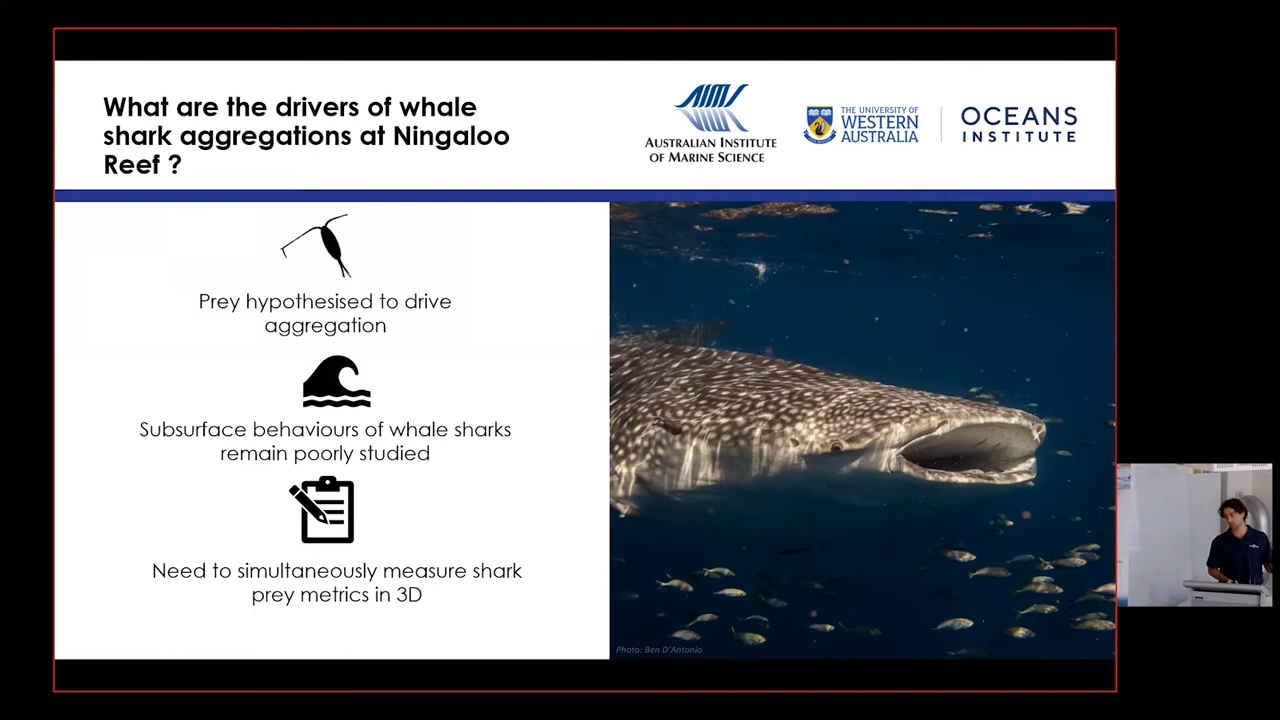 What are the drivers of whale
shark aggregations at Ningaloo
Reef ?
AIMS
AUSTRALIAN INSTITUTE
OF MARINE SCIENCE
THE UNIVERSITY OF
WESTERN
AUSTRALIA
OCEANS
INSTITUTE
Prey hypothesised to drive
aggregation
Subsurface behaviours of whale sharks
remain poorly studied
Need to simultaneously measure shark
prey metrics in 3D
Photo: Ben D'Antonio